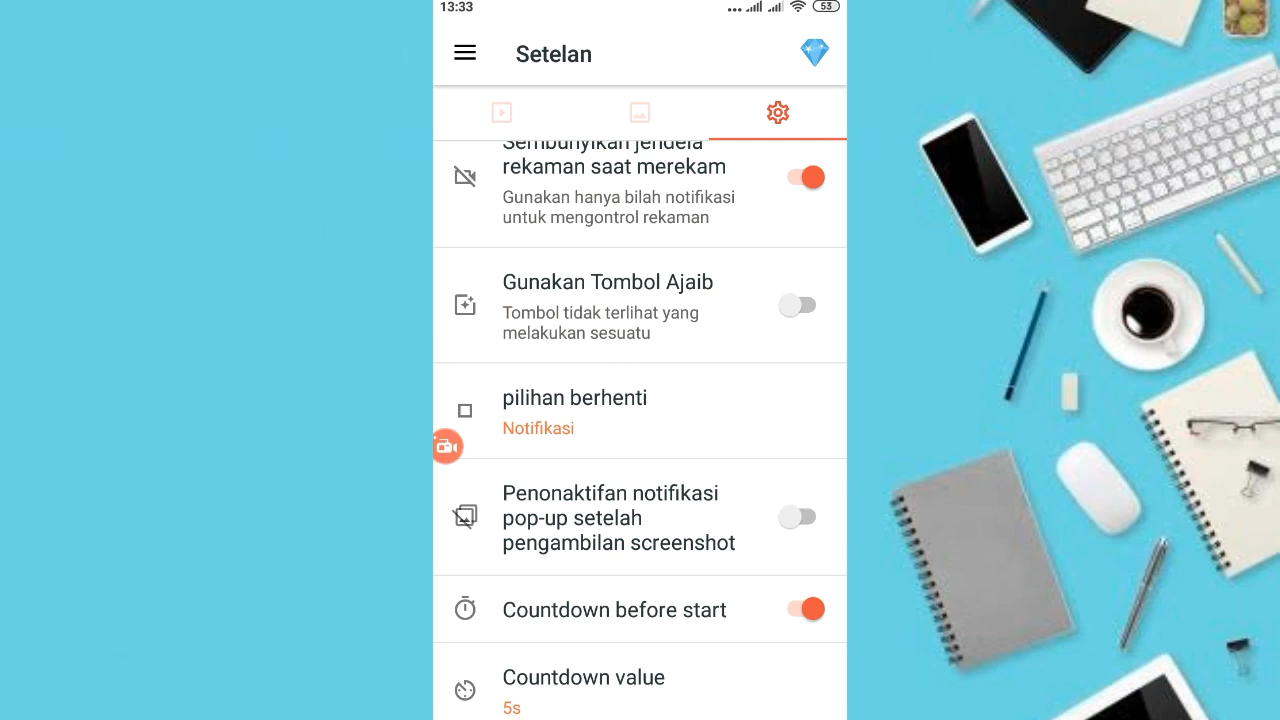 13:33
53
Setelan
Sembunyikan jendela
rekaman saat merekam
Gunakan hanya bilah notifikasi
untuk mengontrol rekaman
Gunakan Tombol Ajaib
Tombol tidak terlihat yang
melakukan sesuatu
pilihan berhenti
Notifikasi
Penonaktifan notifikasi
pop-up setelah
pengambilan screenshot
Countdown before start
Countdown value
5s